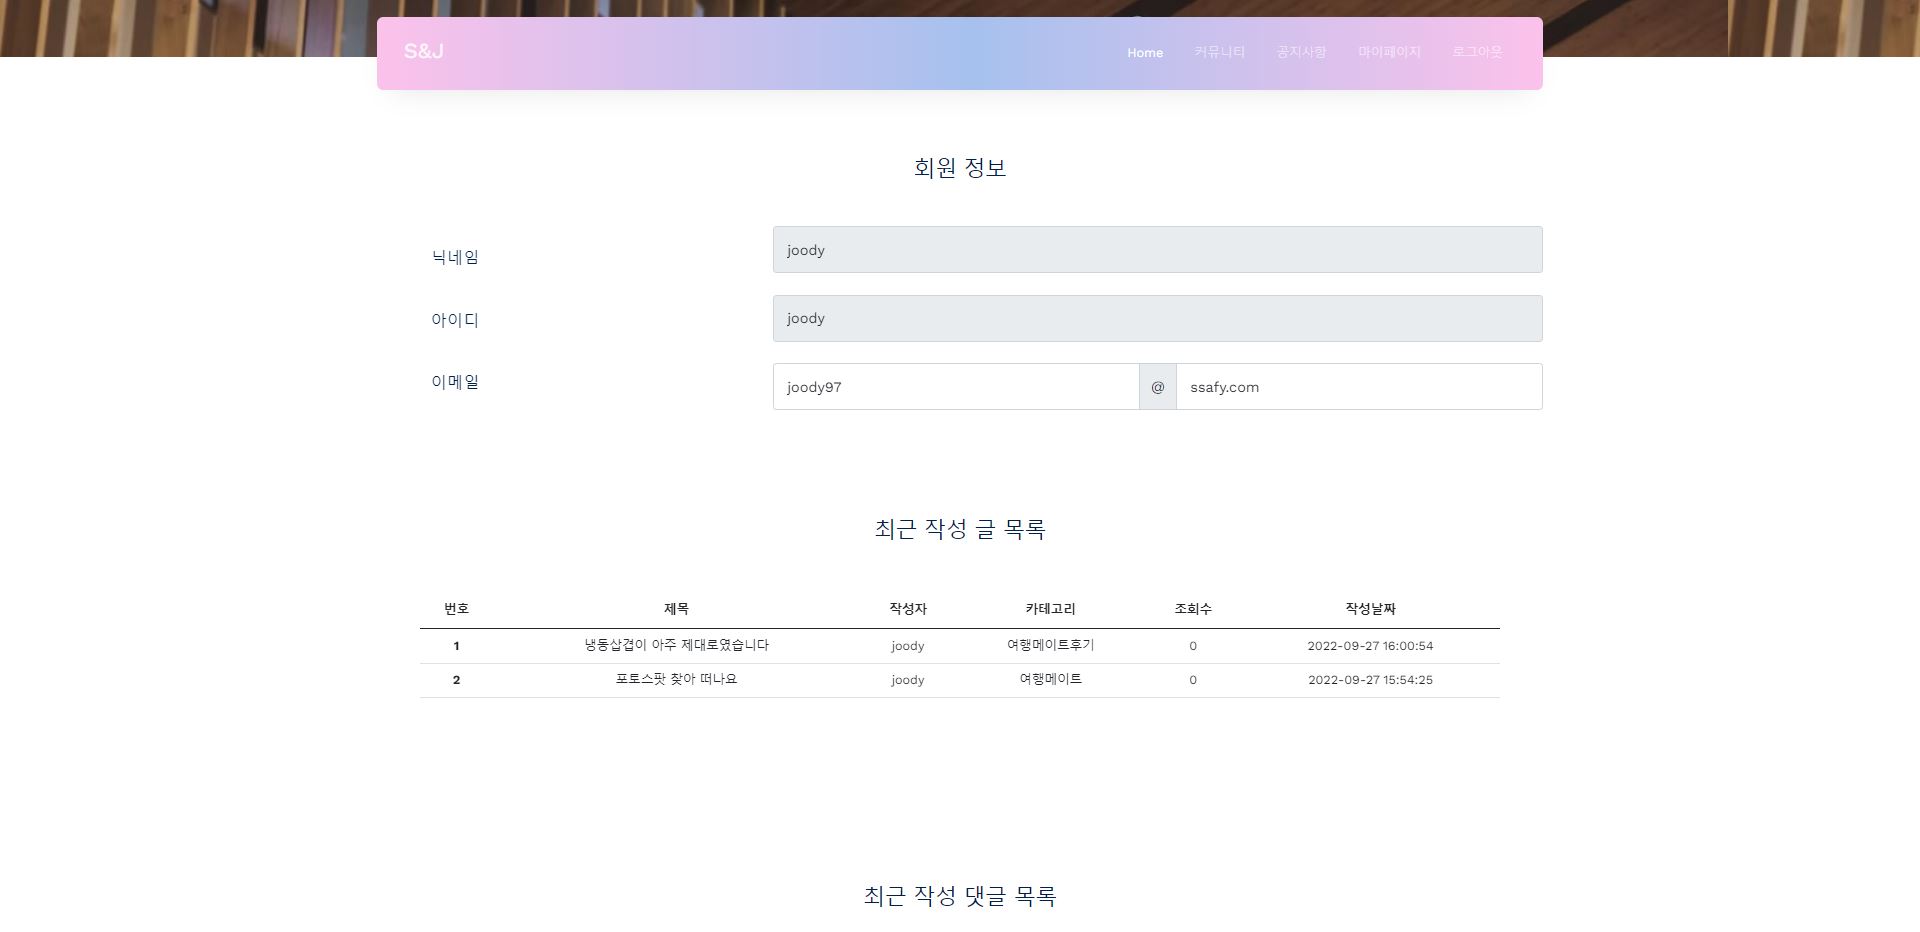 S&J Home 커뮤니티 공지사항 마이페이지 로그아웃
회원 정보
닉네임 joody
아이디 joody
이메일 joody97 @ ssafy.com
최근 작성 글 목록
번호 제목 작성자 카테고리 조회수 작성날짜
1 냉동삽겹이 아주 제대로였습니다 joody 여행메이트후기 0 2022-09-27 16:00:54
2 포토스팟 찾아 떠나요 joody 여행메이트 0 2022-09-27 15:54:25
최근 작성 댓글 목록